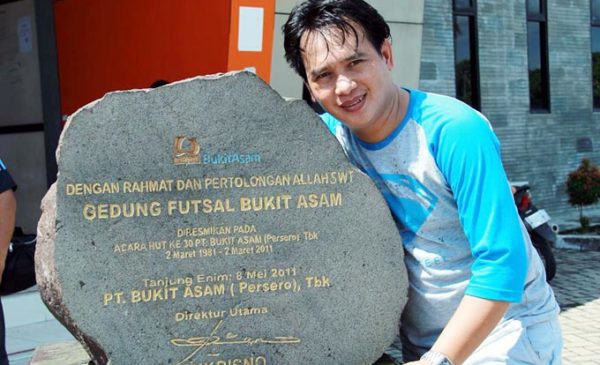 BukitAsam
DENGAN RAHMAT DAN PERTOLONGAN ALLAH SWT
GEDUNG FUTSAL BUKIT ASAM
DIRESMIKAN PADA
ACARA HUT KE 30 PT. BUKIT ASAM (Persero) Tbk
2 Maret 1981 - 2 Maret 2011
Tanjung Enim: 8 Mei 2011
PT. BUKIT ASAM ( Persero), Tbk
Direktur Utama